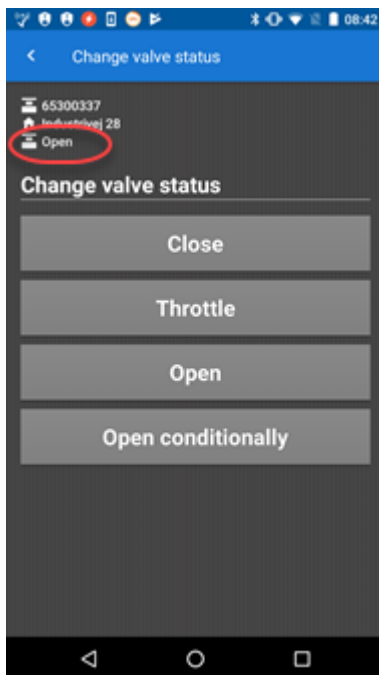 08:42
Change valve status
65300337
Industrivej 28
Open
Change valve status
Close
Throttle
Open
Open conditionally